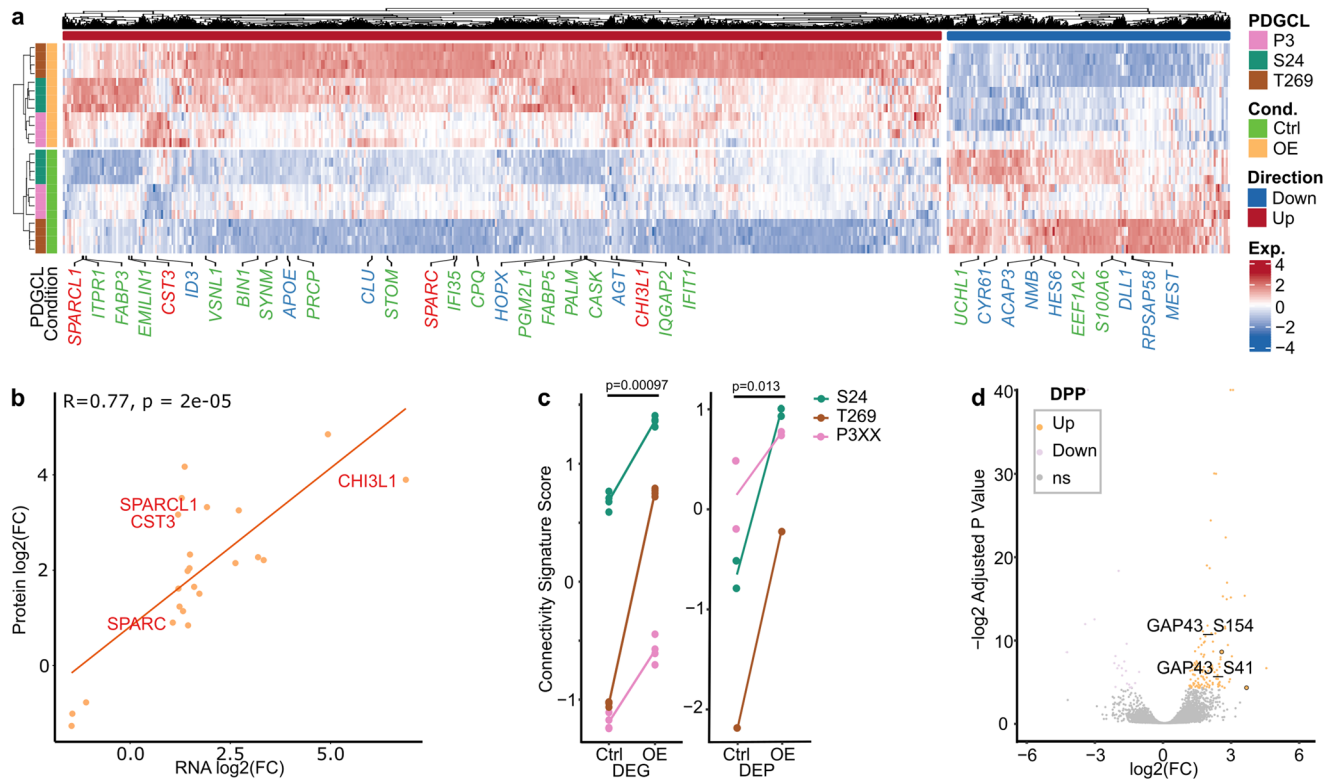 a
PDGCL
P3
S24
T269
Cond.
Ctrl
OE
Direction
Down
Up
Exp.
4
2
0
−2
−4
PDGCL
Condition
SPARCL1
ITPR1
FABP3
EMILIN1
CST3
ID3
VSNL1
BIN1
SYNM
APOE
PRCP
CLU
STOM
SPARC
IFI35
CPQ
HOPX
PGM2L1
FABP5
PALM
CASK
AGT
CHI3L1
IQGAP2
IFIT1
UCHL1
CYR61
ACAP3
NMB
HES6
EEF1A2
S100A6
DLL1
RPSAP58
MEST
b
R=0.77, p = 2e-05
Protein log2(FC)
4
2
0
CHI3L1
SPARCL1
CST3
SPARC
0.0
2.5
5.0
RNA log2(FC)
c
Connectivity Signature Score
p=0.00097
1
0
−1
Ctrl
OE
DEG
p=0.013
1
0
−1
−2
Ctrl
OE
DEP
S24
T269
P3XX
d
DPP
Up
Down
ns
−log2 Adjusted P Value
40
30
20
10
0
GAP43_S154
GAP43_S41
−6
−3
0
3
6
log2(FC)